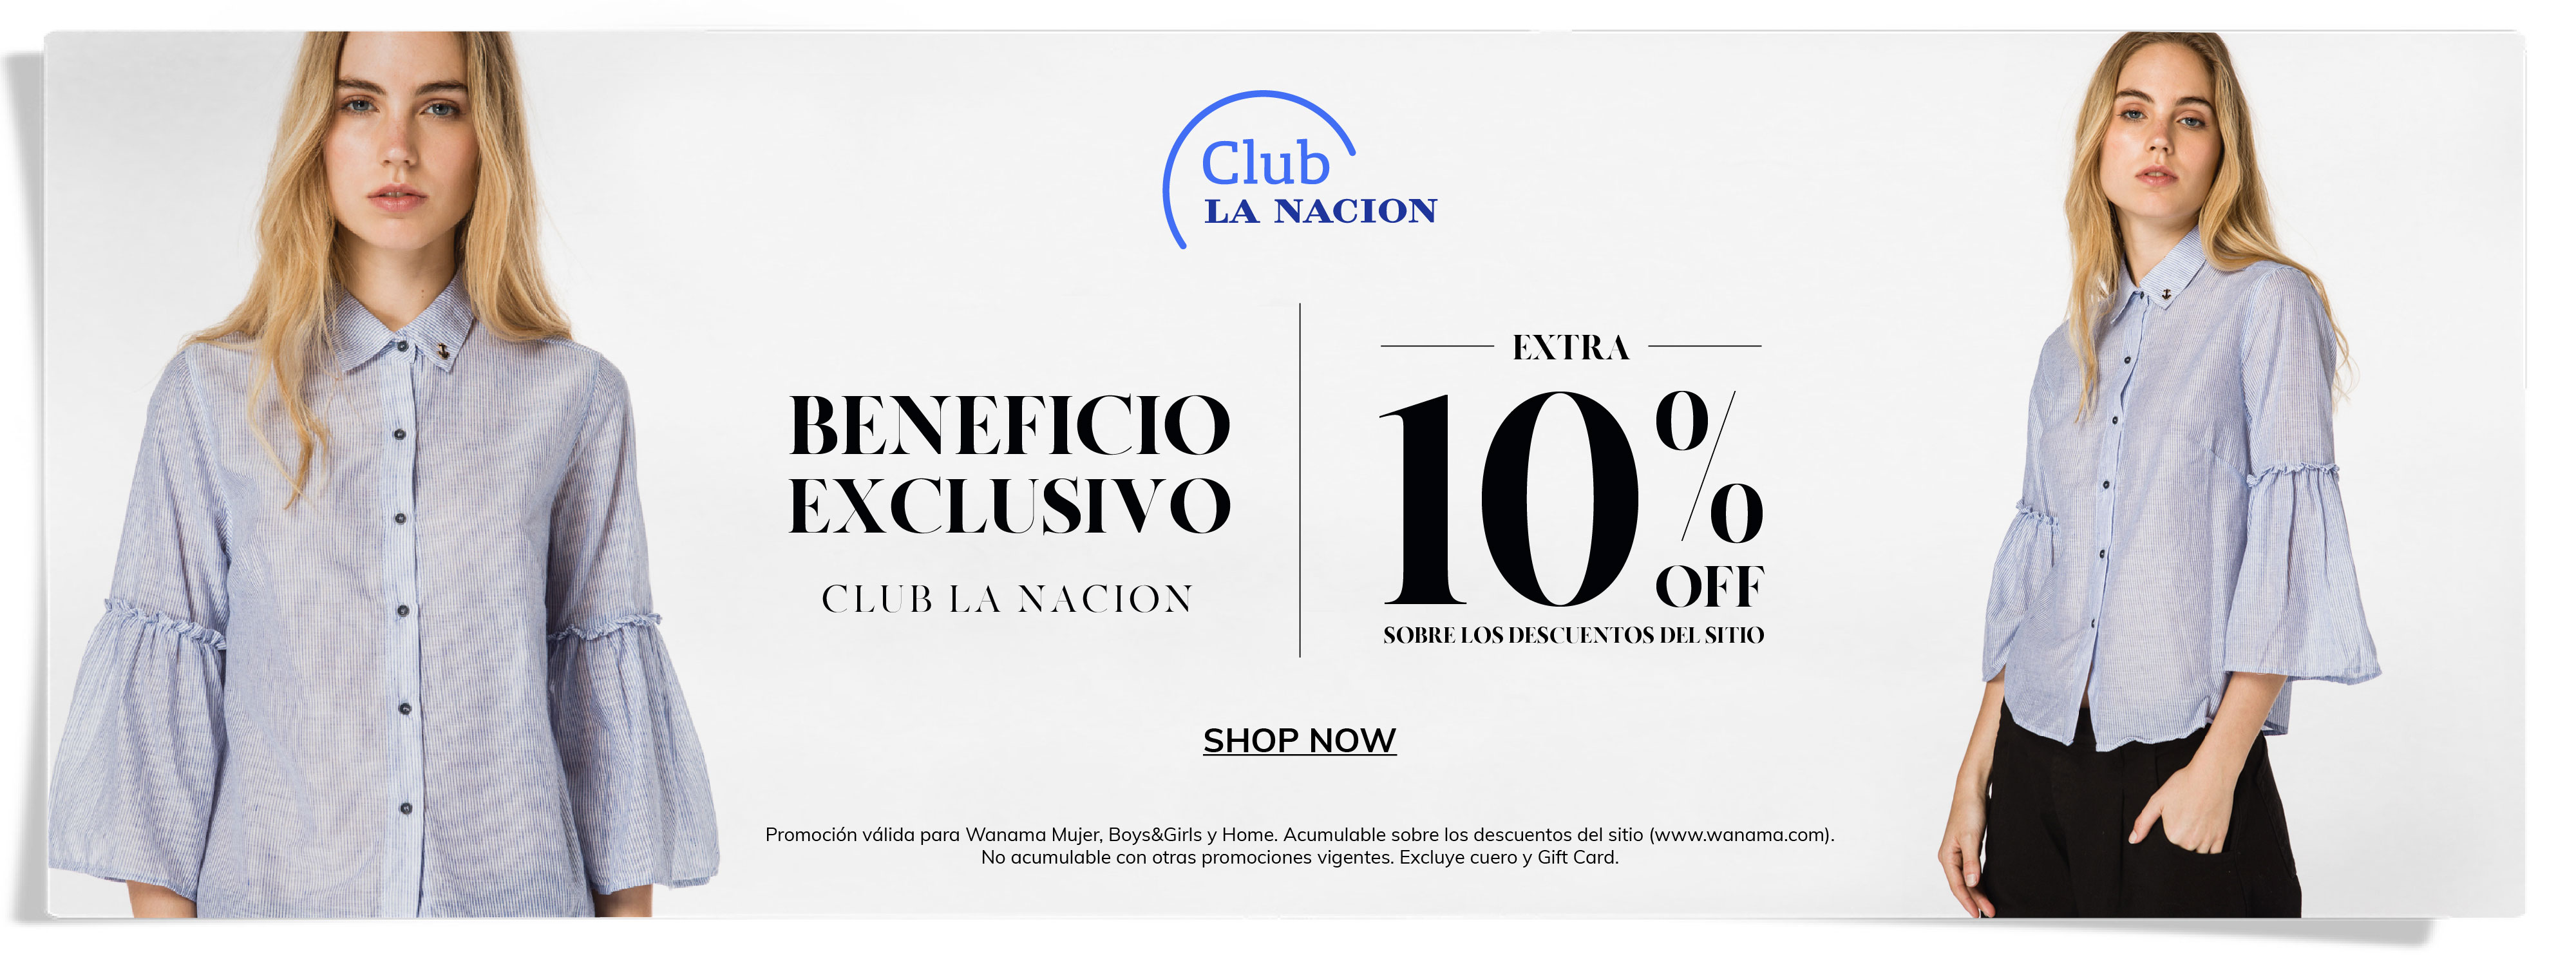 Club
LA NACION
BENEFICIO
EXCLUSIVO
CLUB LA NACION
EXTRA
10%
OFF
SOBRE LOS DESCUENTOS DEL SITIO
SHOP NOW
Promoción válida para Wanama Mujer, Boys&Girls y Home. Acumulable sobre los descuentos del sitio (www.wanama.com).
No acumulable con otras promociones vigentes. Excluye cuero y Gift Card.